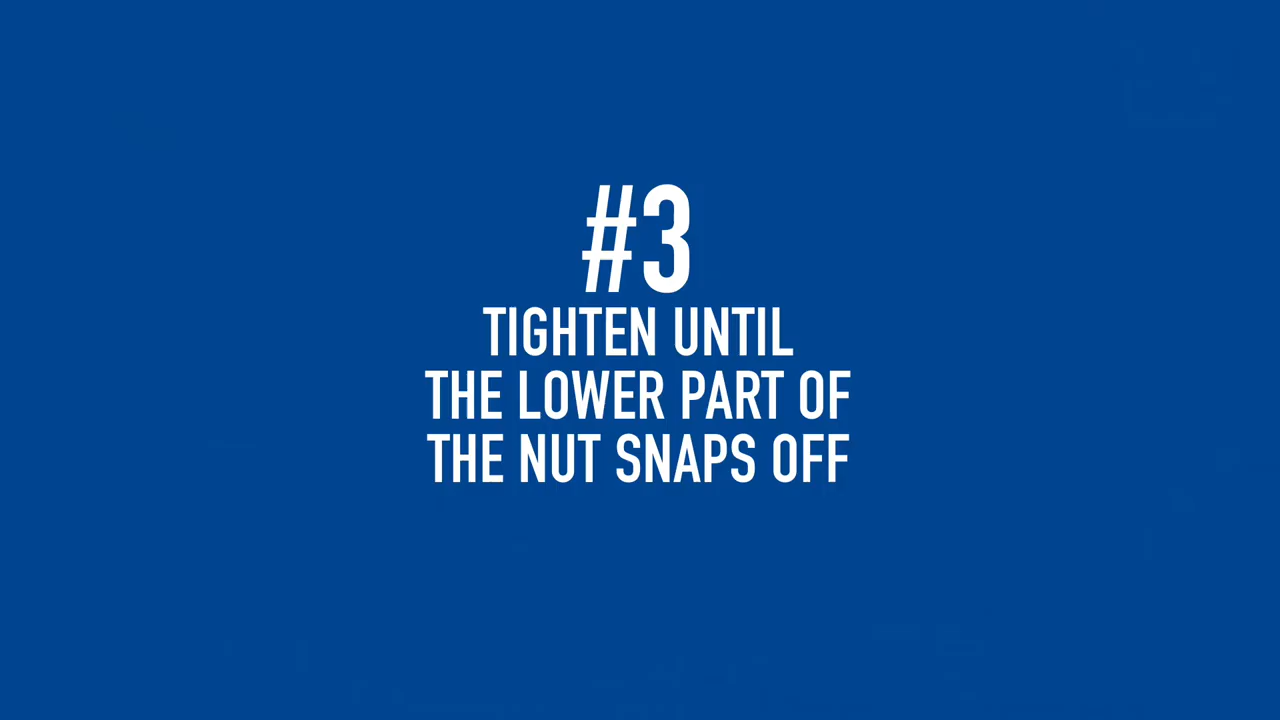 #3
TIGHTEN UNTIL
THE LOWER PART OF
THE NUT SNAPS OFF